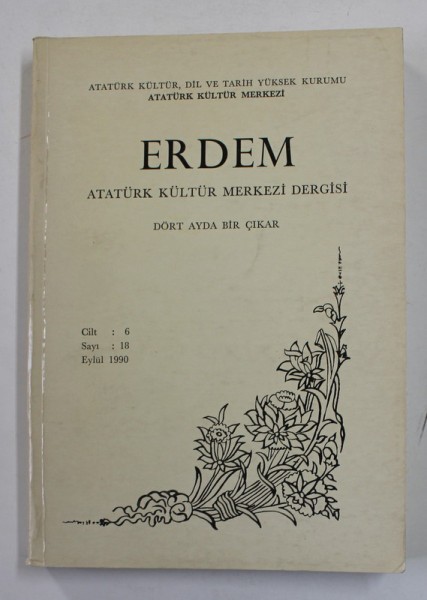 ATATÜRK KÜLTÜR, DİL VE TARİH YÜKSEK KURUMU
ATATÜRK KÜLTÜR MERKEZİ
ERDEM
ATATÜRK KÜLTÜR MERKEZİ DERGİSİ
DÖRT AYDA BİR ÇIKAR
Cilt : 6
Sayı : 18
Eylül 1990